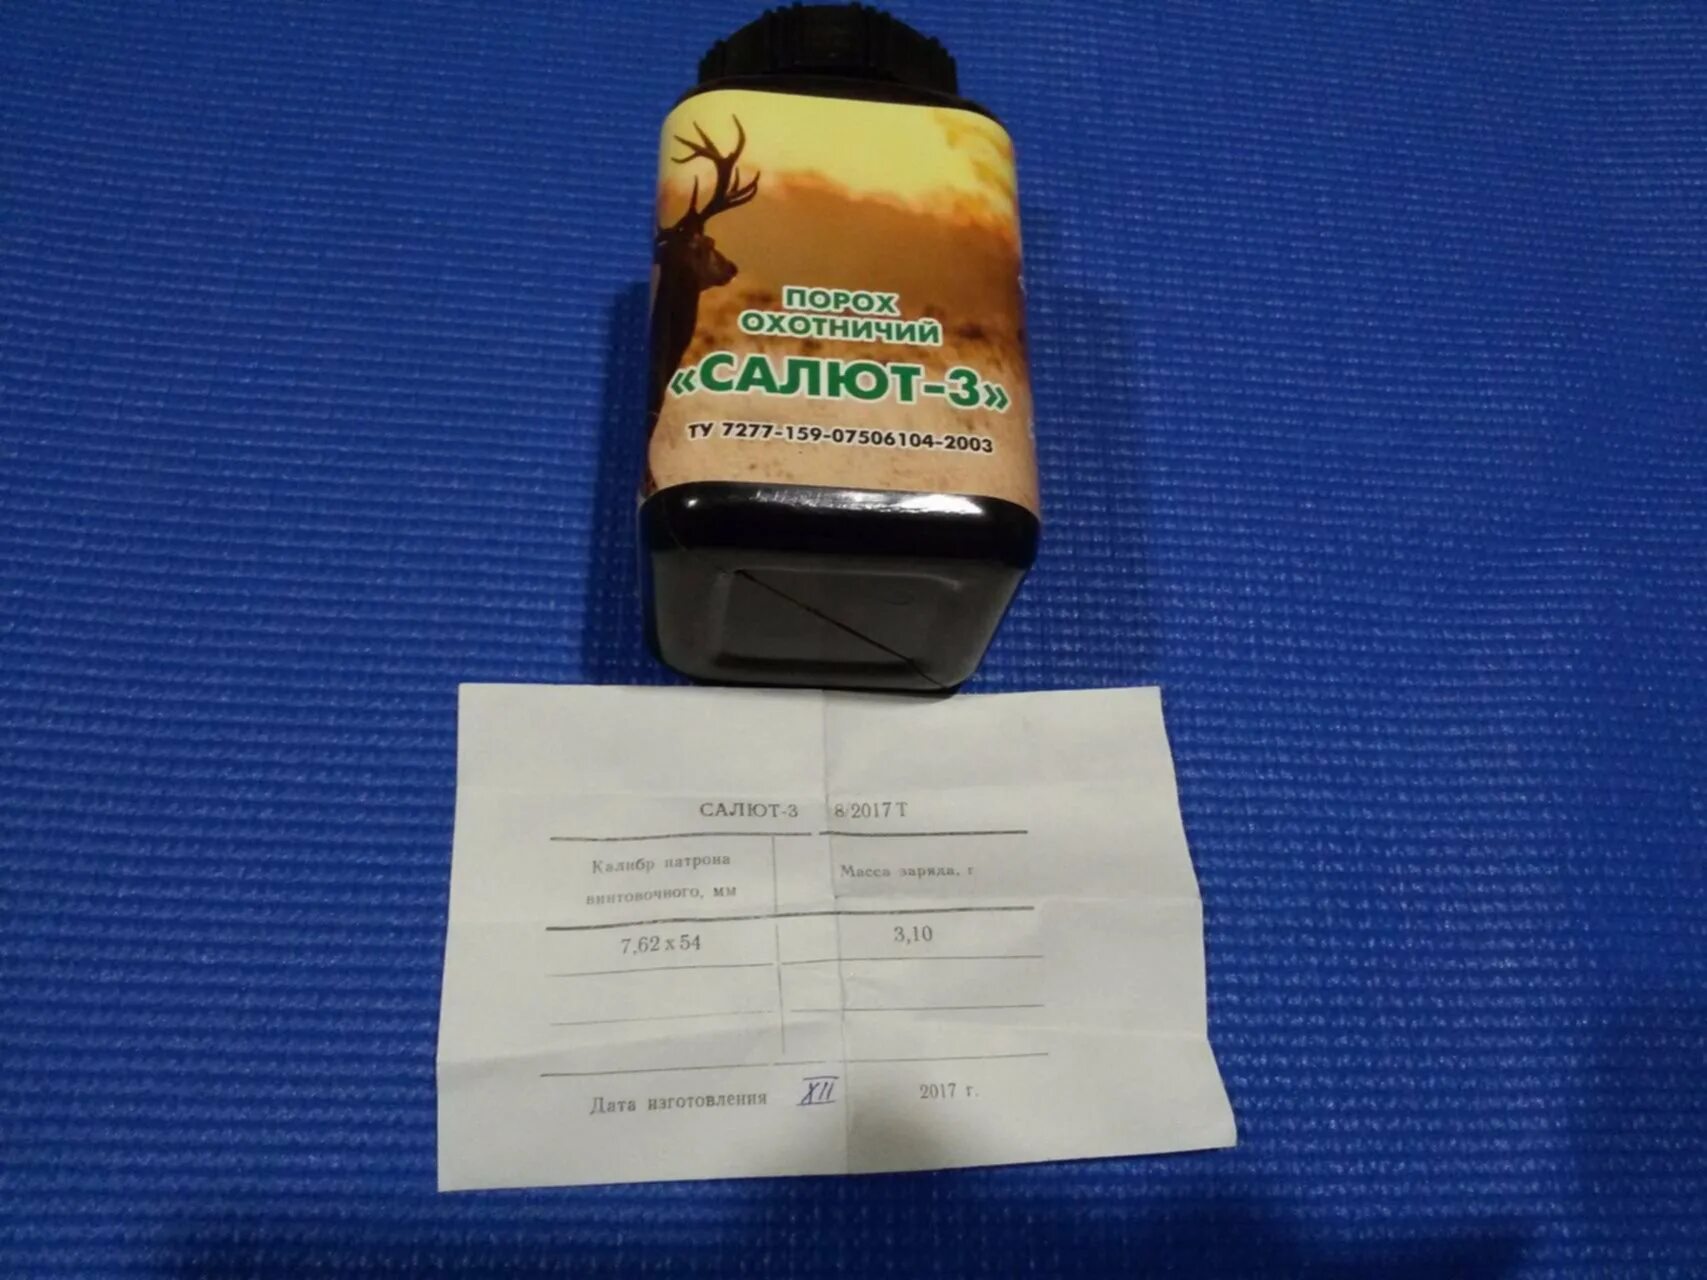 ПОРОХ
ОХОТНИЧИЙ
«САЛЮТ-3»
ТУ 7277-159-07506104-2003
САЛЮТ-3 8/2017 Т
Калибр патрона
винтовочного, мм
Масса заряда, г
7,62 х 54 3,10
Дата изготовления XII 2017 г.